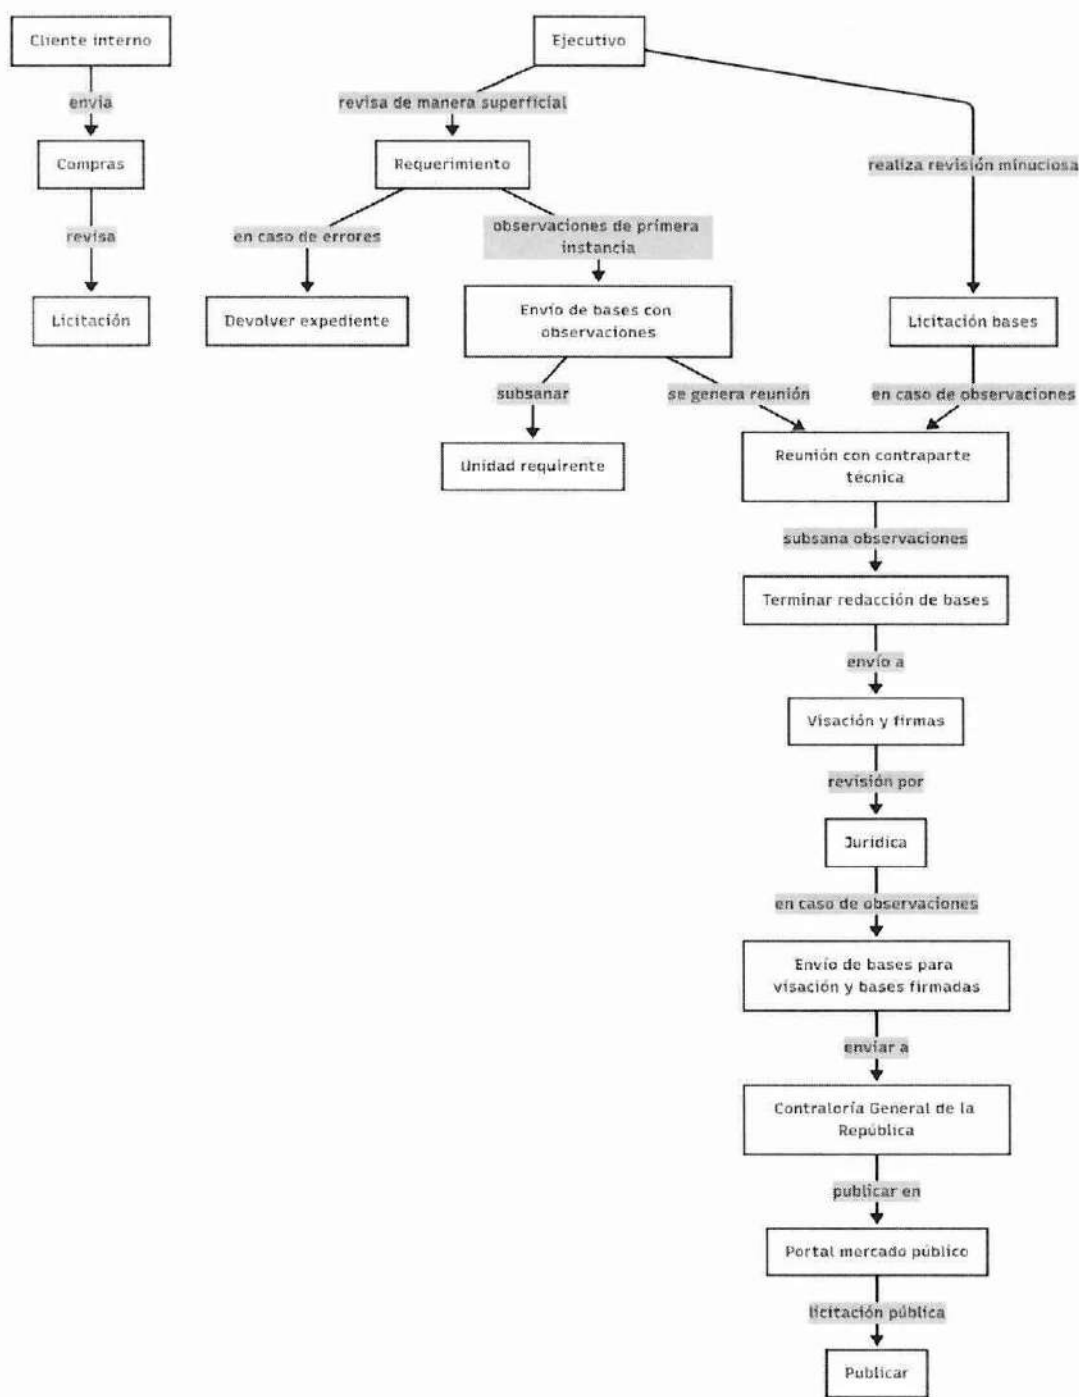 Cliente interno
Ejecutivo
envía
revisa de manera superficial
Compras
Requerimiento
realiza revisión minuciosa
revisa
en caso de errores
observaciones de primera
instancia
Licitación
Devolver expediente
Envío de bases con
observaciones
Licitación bases
subsanar
se genera reunión
en caso de observaciones
Unidad requirente
Reunión con contraparte
técnica
subsana observaciones
Terminar redacción de bases
envío a
Visación y firmas
revisión por
Jurídica
en caso de observaciones
Envío de bases para
visación y bases firmadas
enviar a
Contraloría General de la
República
publicar en
Portal mercado público
licitación pública
Publicar